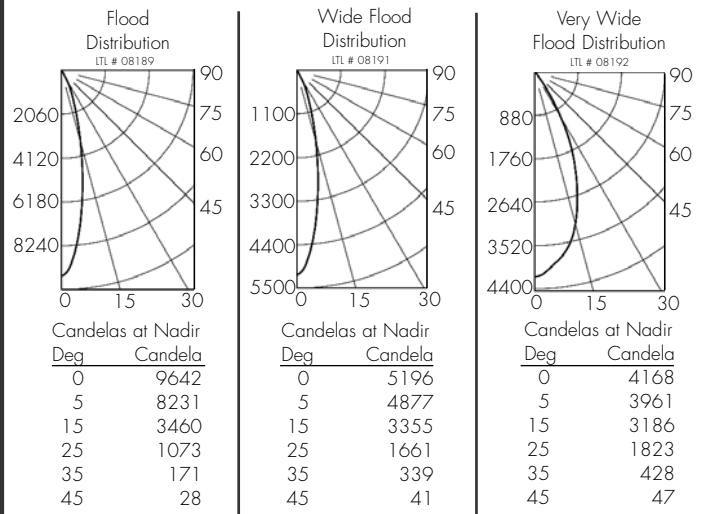 Flood
Distribution
LTL # 08189
90
2060
75
4120
60
6180
45
8240
0 15 30
Candelas at Nadir
Deg Candela
0 9642
5 8231
15 3460
25 1073
35 171
45 28
Wide Flood
Distribution
LTL # 08191
90
1100
75
2200
60
3300
45
4400
5500
0 15 30
Candelas at Nadir
Deg Candela
0 5196
5 4877
15 3355
25 1661
35 339
45 41
Very Wide
Flood Distribution
LTL # 08192
90
880
75
1760
60
2640
45
3520
4400
0 15 30
Candelas at Nadir
Deg Candela
0 4168
5 3961
15 3186
25 1823
35 428
45 47